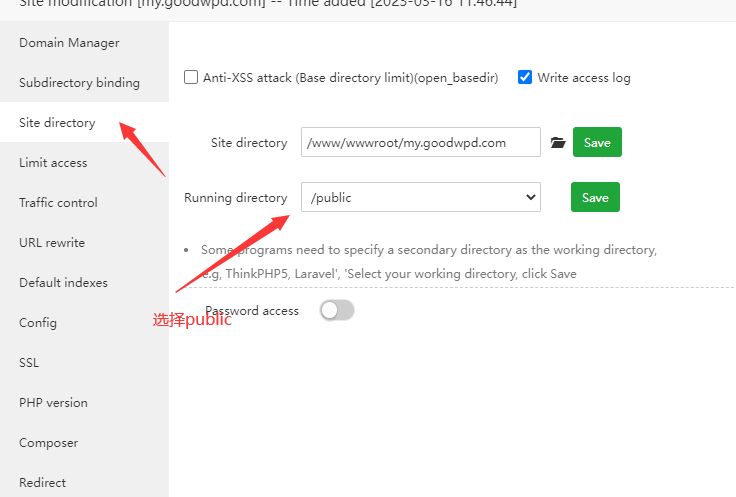 Site modification [my.goodwpd.com] -- Time added [2023-03-16 11:46:44]
Domain Manager
Subdirectory binding
Anti-XSS attack (Base directory limit)(open_basedir)
Write access log
Site directory
Site directory
/www/wwwroot/my.goodwpd.com
Save
Limit access
Running directory
/public
Save
Traffic control
URL rewrite
Some programs need to specify a secondary directory as the working directory,
e.g, ThinkPHP5, Laravel', 'Select your working directory, click Save
Default indexes
Password access
选择public
Config
SSL
PHP version
Composer
Redirect